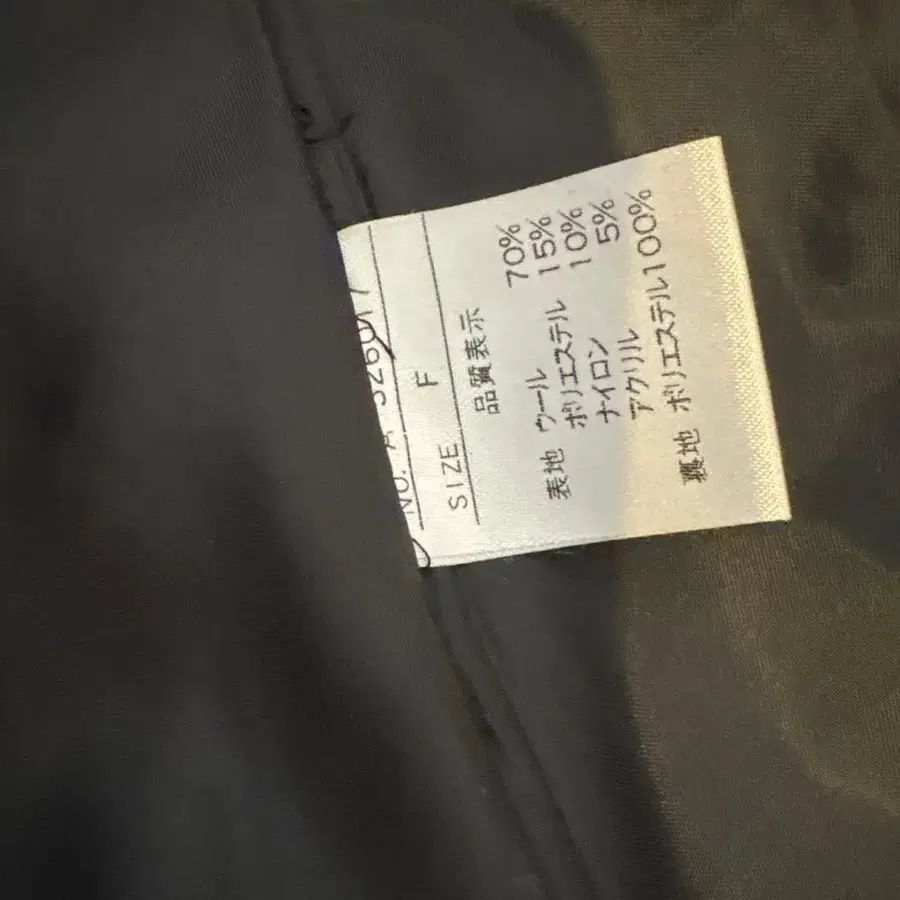 NO. A 326017
SIZE F
品質表示
表地 ウール 70%
ポリエステル 15%
ナイロン 10%
アクリル 5%
裏地 ポリエステル100%